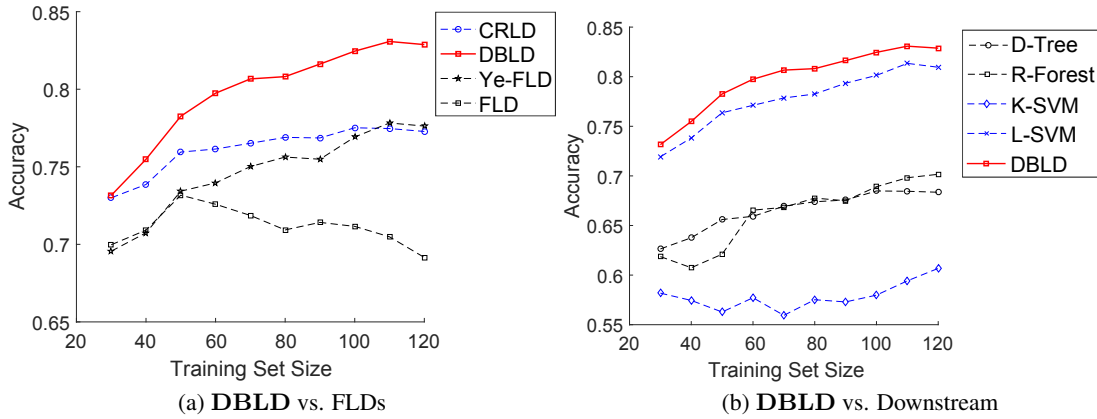 0.85
0.8
0.75
0.7
0.65
Accuracy
20 40 60 80 100 120
Training Set Size
CRLD
DBLD
Ye-FLD
FLD
(a) DBLD vs. FLDs
0.85
0.8
0.75
0.7
0.65
0.6
0.55
Accuracy
20 40 60 80 100 120
Training Set Size
D-Tree
R-Forest
K-SVM
L-SVM
DBLD
(b) DBLD vs. Downstream